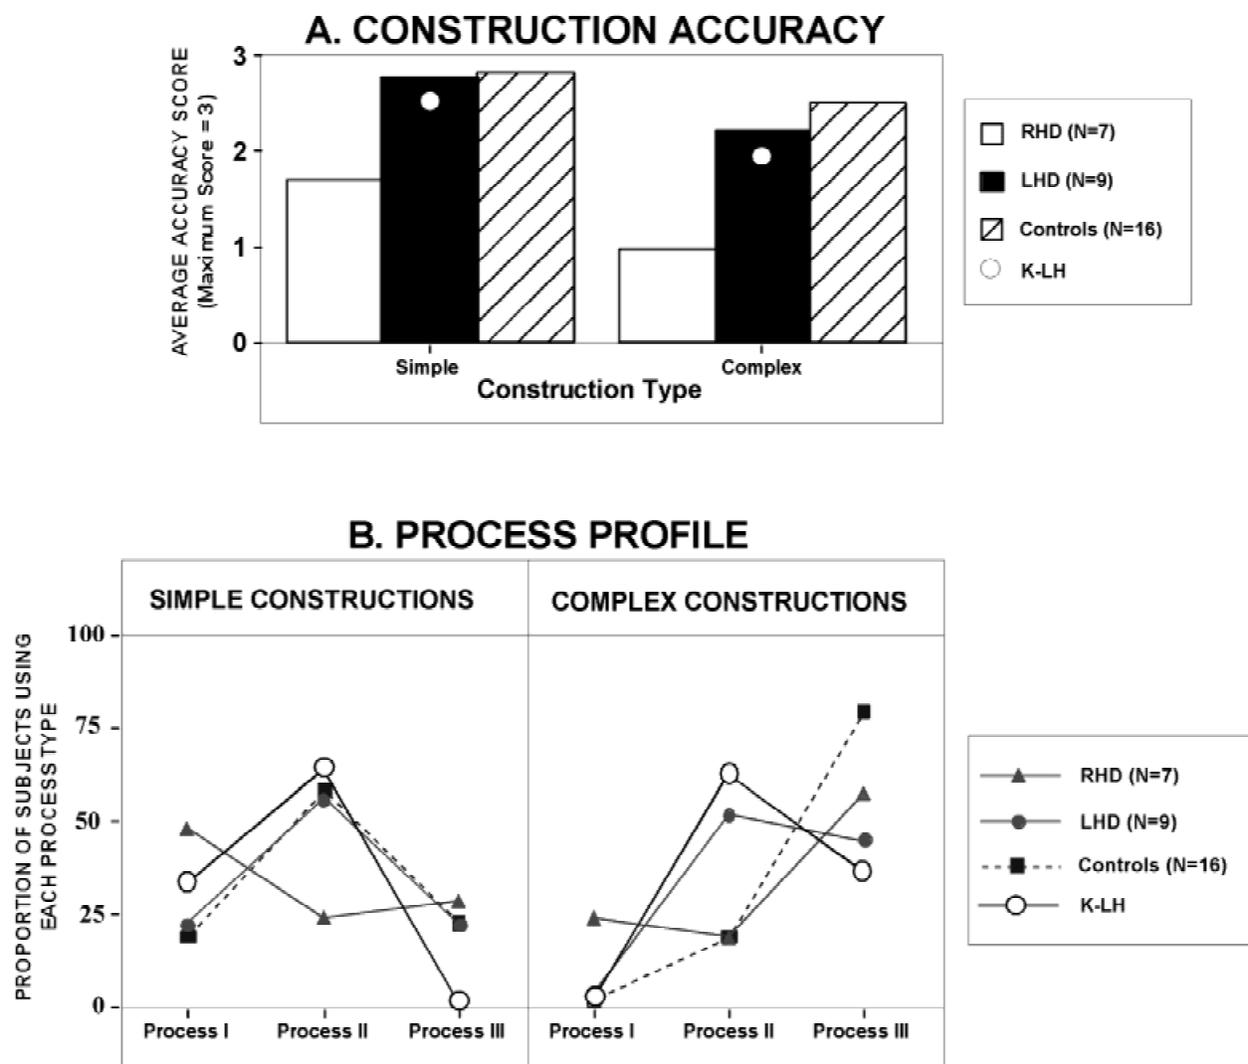 A. CONSTRUCTION ACCURACY
AVERAGE ACCURACY SCORE
(Maximum Score = 3)
3
2
1
0
Simple
Complex
Construction Type
RHD (N=7)
LHD (N=9)
Controls (N=16)
K-LH
B. PROCESS PROFILE
SIMPLE CONSTRUCTIONS
COMPLEX CONSTRUCTIONS
PROPORTION OF SUBJECTS USING
EACH PROCESS TYPE
100
75
50
25
0
Process I
Process II
Process III
Process I
Process II
Process III
RHD (N=7)
LHD (N=9)
Controls (N=16)
K-LH